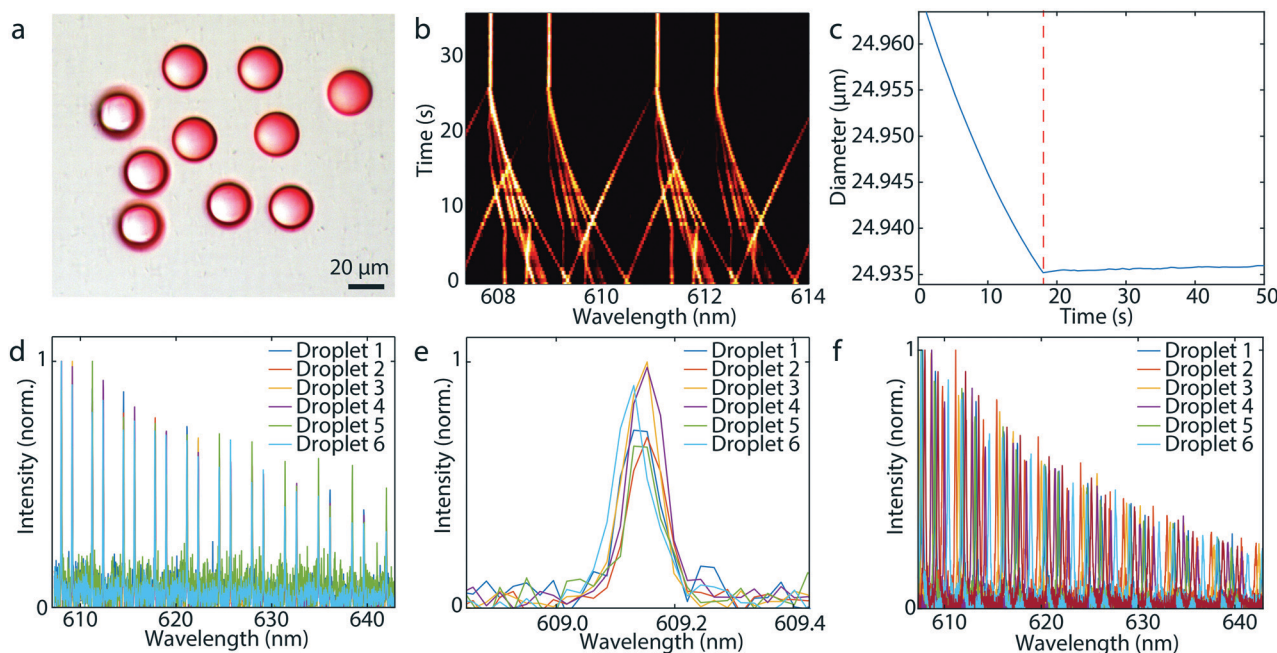 a
20 µm
b
Time (s)
30
20
10
0
608
610
612
614
Wavelength (nm)
c
Diameter (µm)
24.960
24.955
24.950
24.945
24.940
24.935
0
10
20
30
40
50
Time (s)
d
Intensity (norm.)
1
0
Droplet 1
Droplet 2
Droplet 3
Droplet 4
Droplet 5
Droplet 6
610
620
630
640
Wavelength (nm)
e
Intensity (norm.)
1
0
Droplet 1
Droplet 2
Droplet 3
Droplet 4
Droplet 5
Droplet 6
609.0
609.2
609.4
Wavelength (nm)
f
Intensity (norm.)
1
0
Droplet 1
Droplet 2
Droplet 3
Droplet 4
Droplet 5
Droplet 6
610
620
630
640
Wavelength (nm)